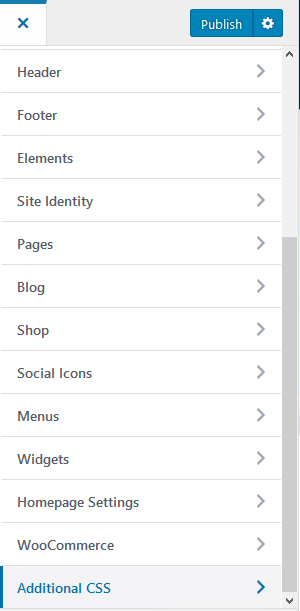 Publish
Header
Footer
Elements
Site Identity
Pages
Blog
Shop
Social Icons
Menus
Widgets
Homepage Settings
WooCommerce
Additional CSS